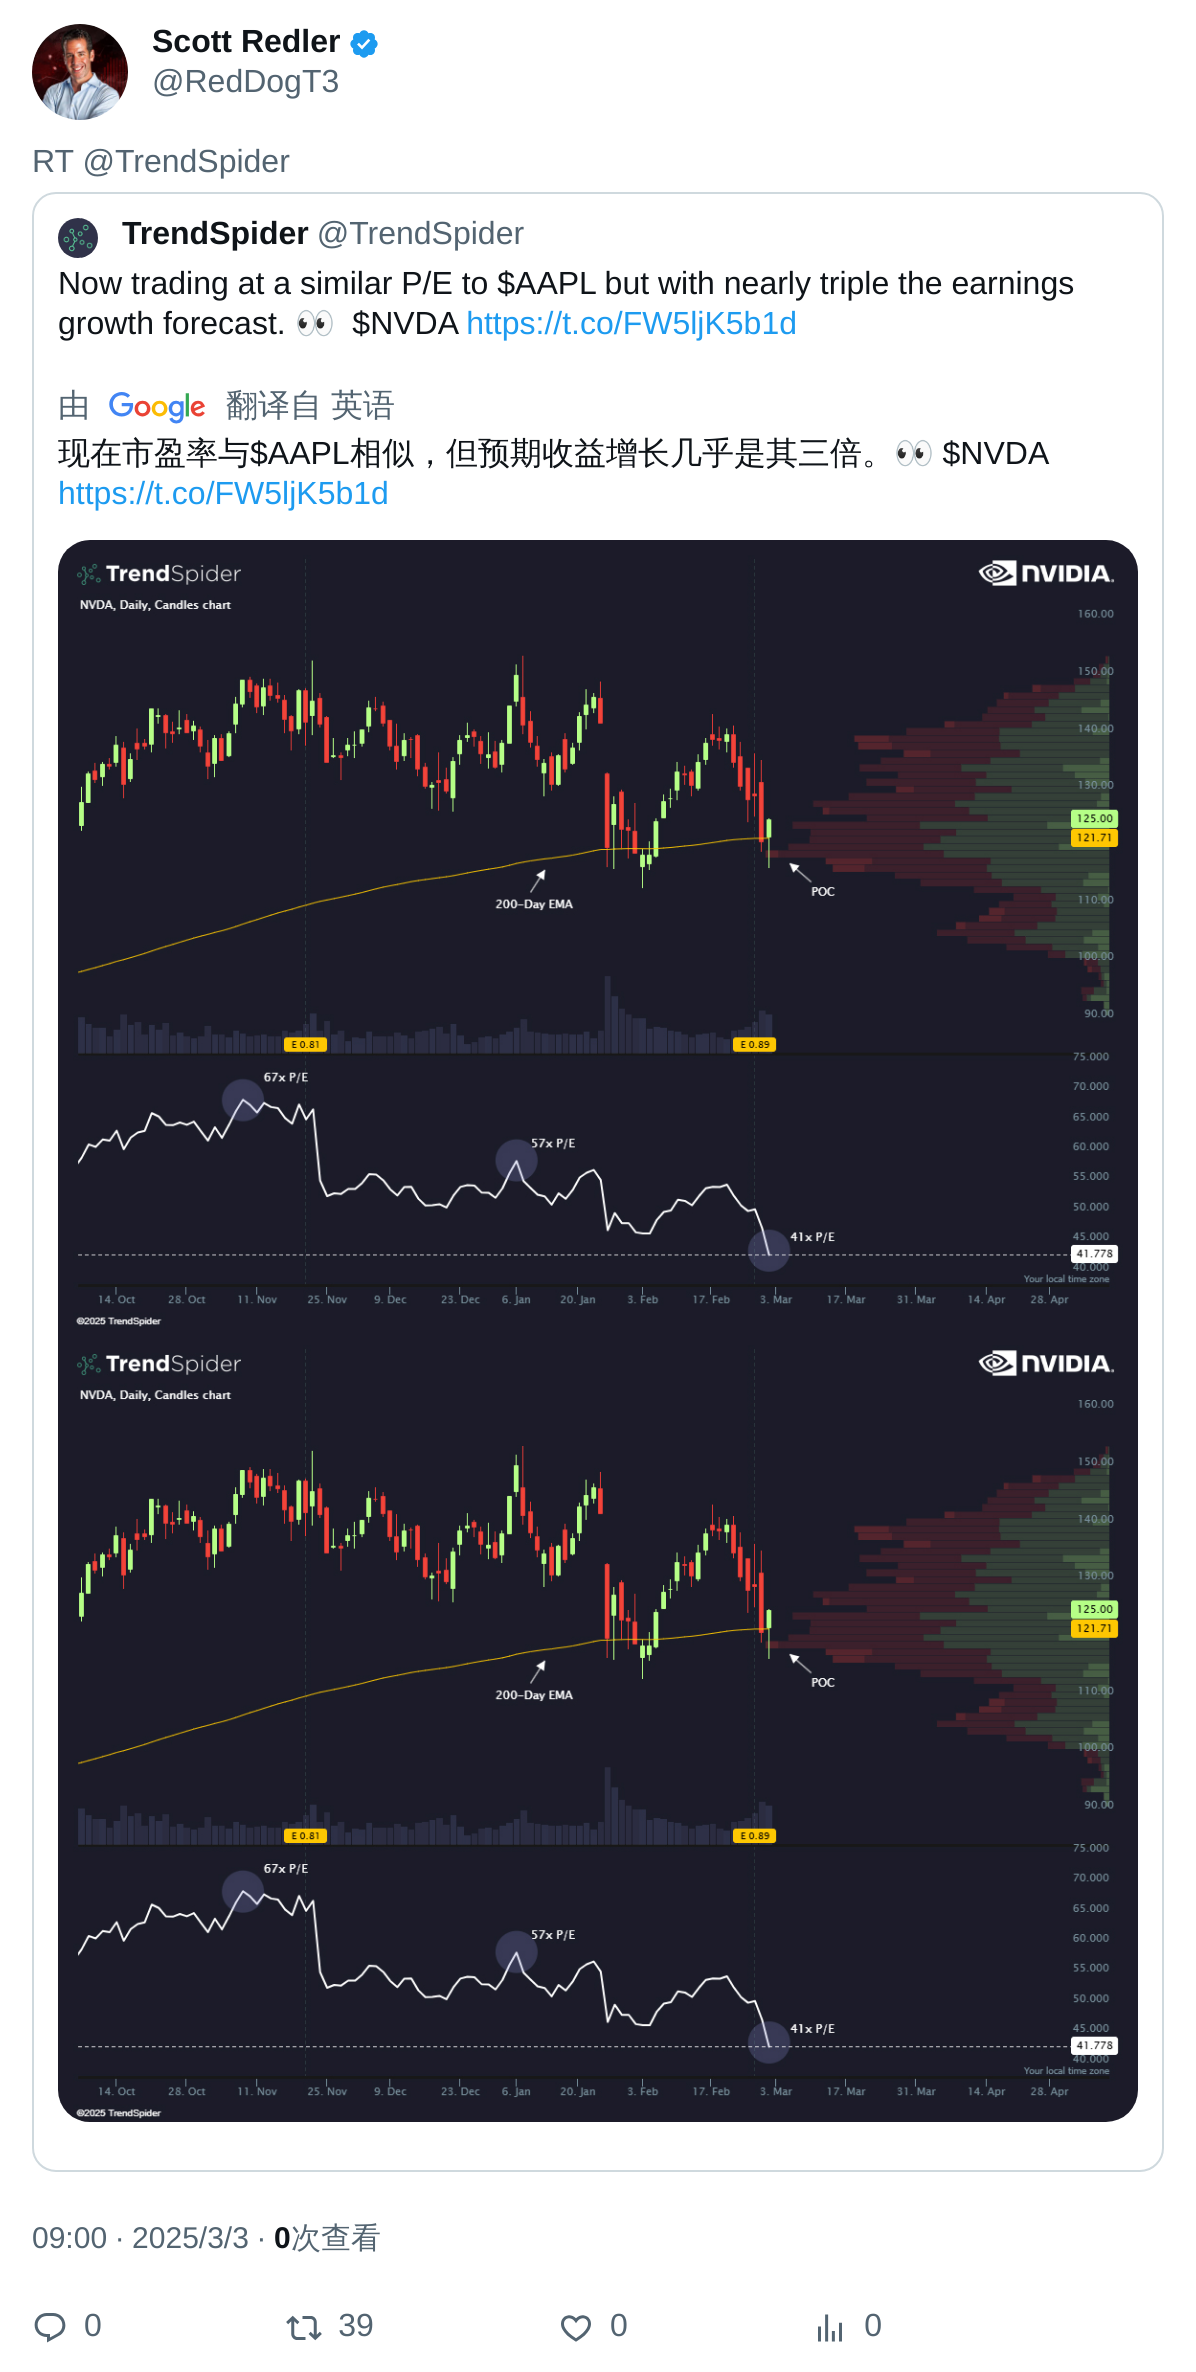 Scott Redler
@RedDogT3
RT @TrendSpider
TrendSpider @TrendSpider
Now trading at a similar P/E to $AAPL but with nearly triple the earnings
growth forecast. 👀 $NVDA https://t.co/FW5ljK5b1d
由 Google 翻译自 英语
现在市盈率与$AAPL相似，但预期收益增长几乎是其三倍。👀 $NVDA
https://t.co/FW5ljK5b1d
TrendSpider
NVIDIA.
NVDA, Daily, Candles chart
160.00
150.00
140.00
130.00
125.00
121.71
POC
200-Day EMA
110.00
100.00
90.00
E 0.81
E 0.89
75.000
67x P/E
70.000
65.000
57x P/E
60.000
55.000
50.000
45.000
41x P/E
41.778
40.000
Your local time zone
14. Oct 28. Oct 11. Nov 25. Nov 9. Dec 23. Dec 6. Jan 20. Jan 3. Feb 17. Feb 3. Mar 17. Mar 31. Mar 14. Apr 28. Apr
©2025 TrendSpider
TrendSpider
NVIDIA.
NVDA, Daily, Candles chart
160.00
150.00
140.00
130.00
125.00
121.71
POC
200-Day EMA
110.00
100.00
90.00
E 0.81
E 0.89
75.000
67x P/E
70.000
65.000
57x P/E
60.000
55.000
50.000
45.000
41x P/E
41.778
40.000
Your local time zone
14. Oct 28. Oct 11. Nov 25. Nov 9. Dec 23. Dec 6. Jan 20. Jan 3. Feb 17. Feb 3. Mar 17. Mar 31. Mar 14. Apr 28. Apr
©2025 TrendSpider
09:00 · 2025/3/3 · 0次查看
0 39 0 0